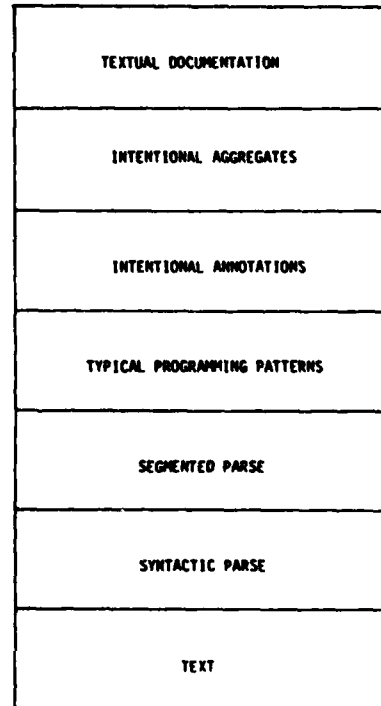 TEXTUAL DOCUMENTATION
INTENTIONAL AGGREGATES
INTENTIONAL ANNOTATIONS
TYPICAL PROGRAMMING PATTERNS
SEGMENTED PARSE
SYNTACTIC PARSE
TEXT